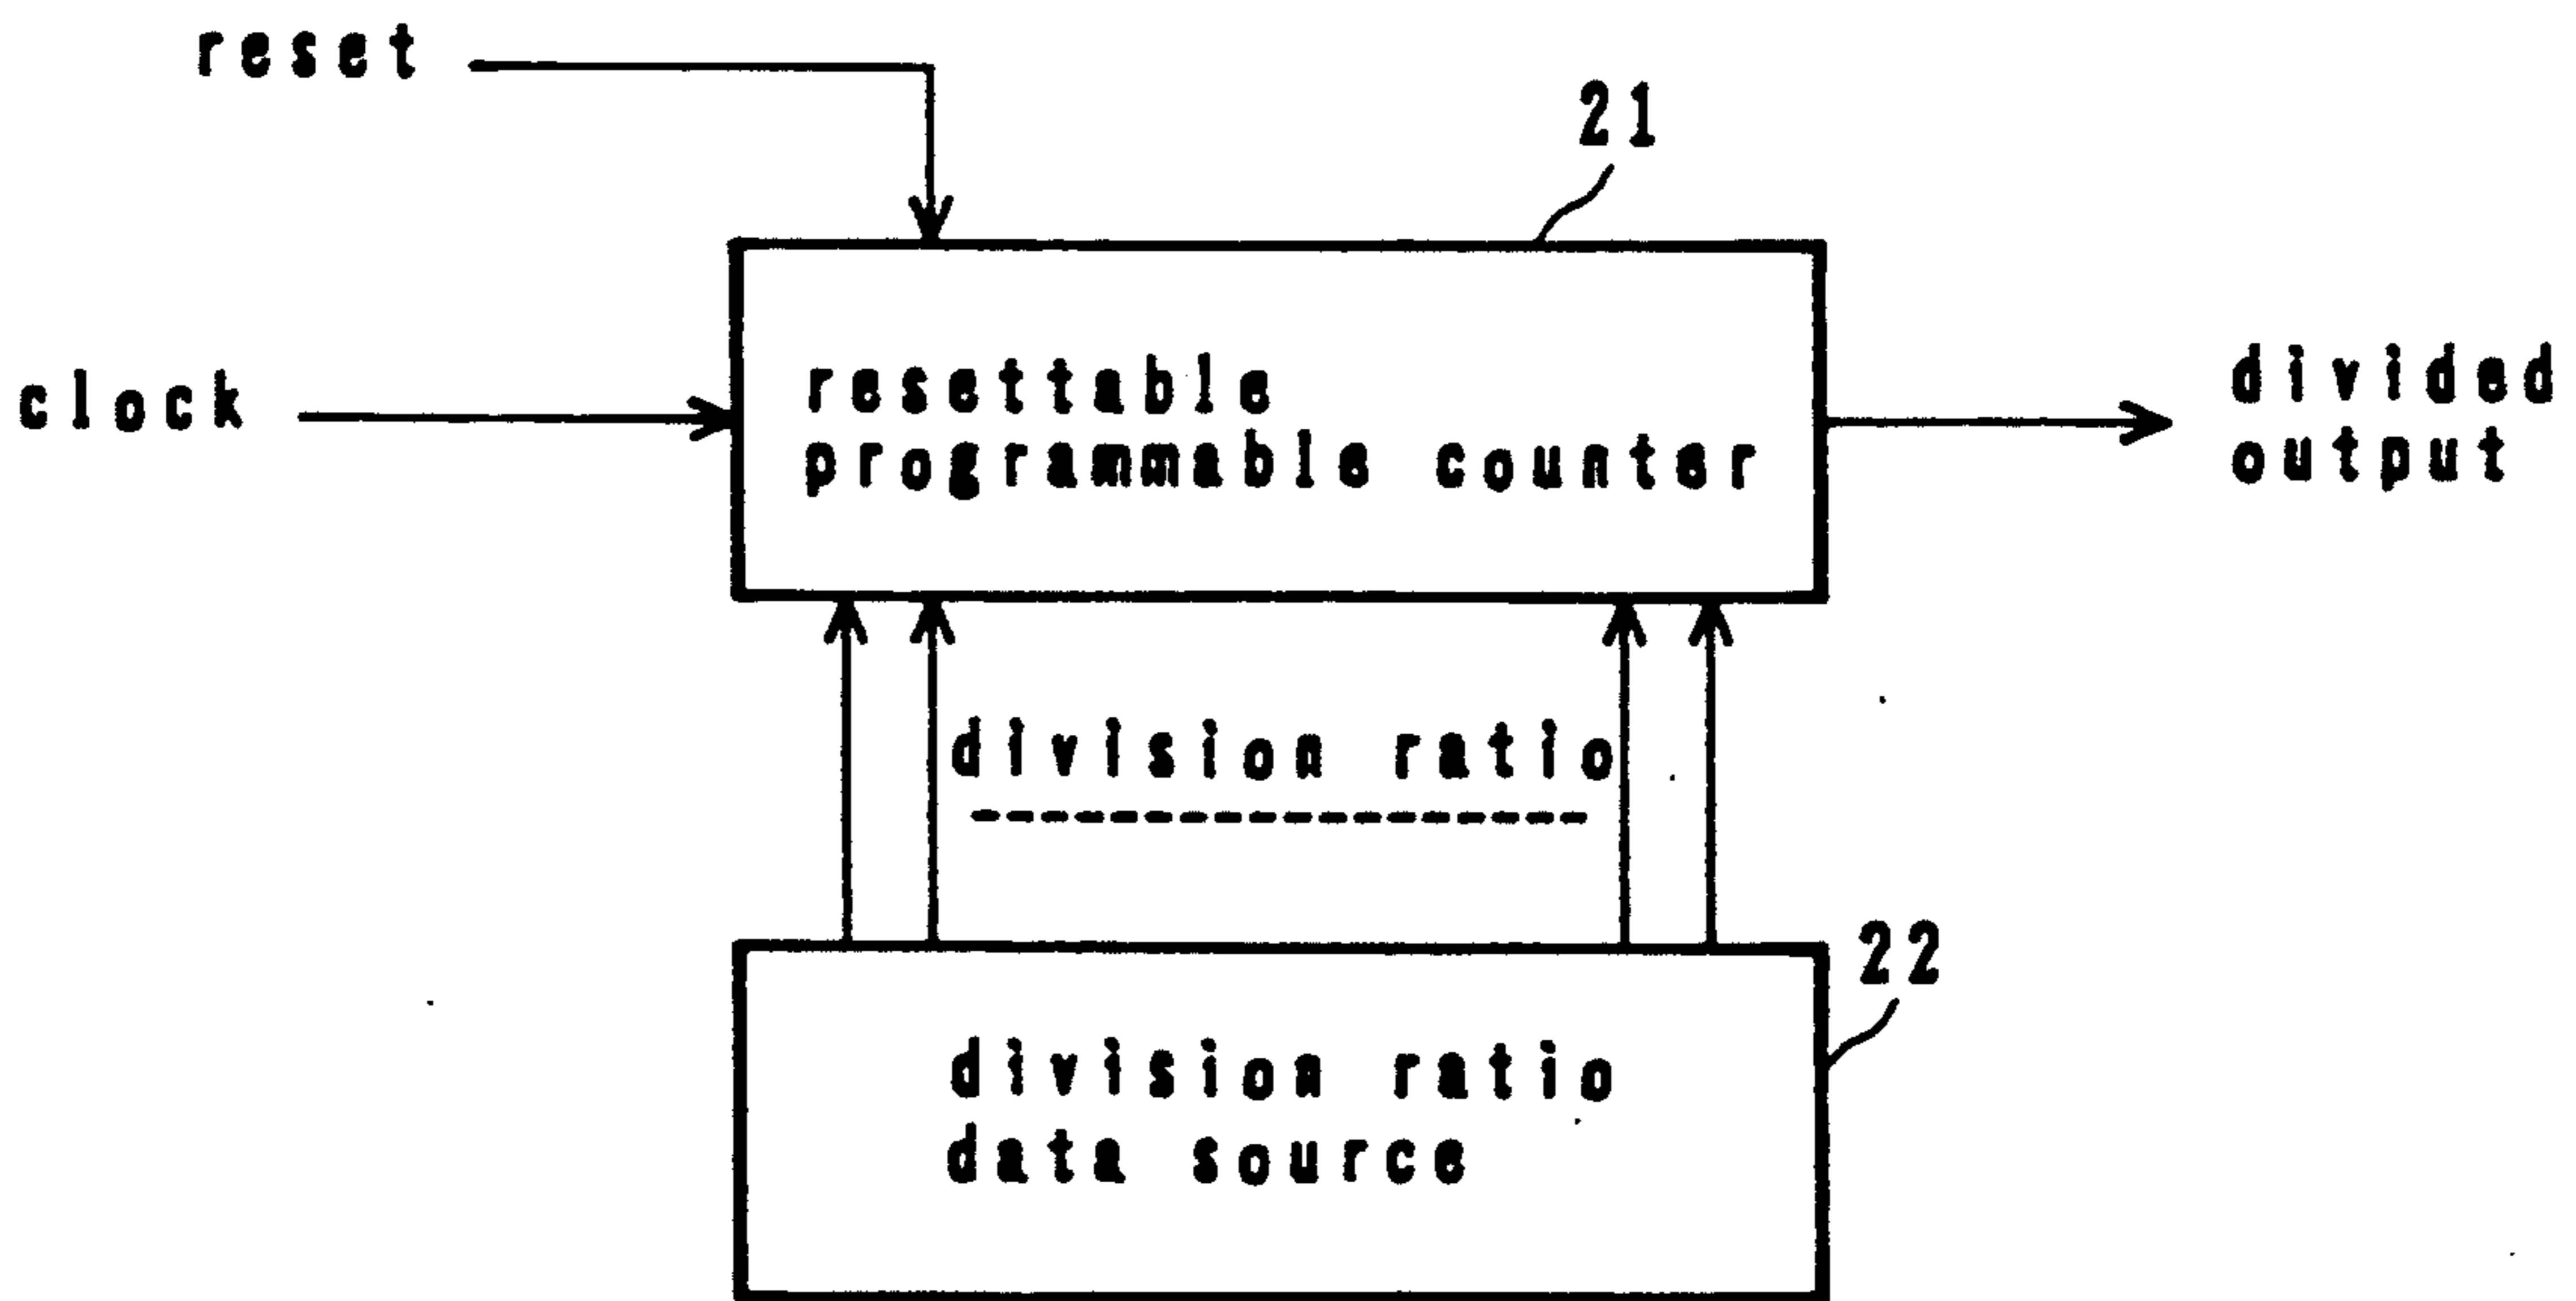 reset
21
clock
resettable
programmable counter
divided
output
division ratio
22
division ratio
data source